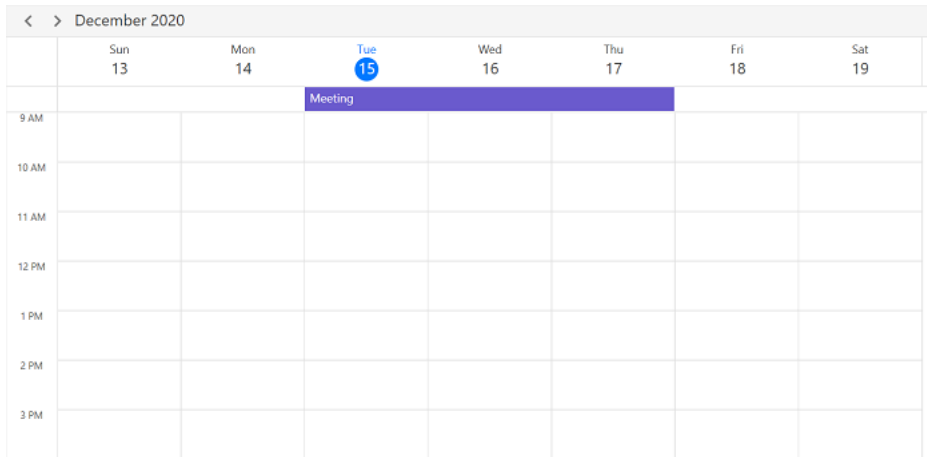 December 2020
Sun Mon Tue Wed Thu Fri Sat
13 14 15 16 17 18 19
Meeting
9 AM
10 AM
11 AM
12 PM
1 PM
2 PM
3 PM